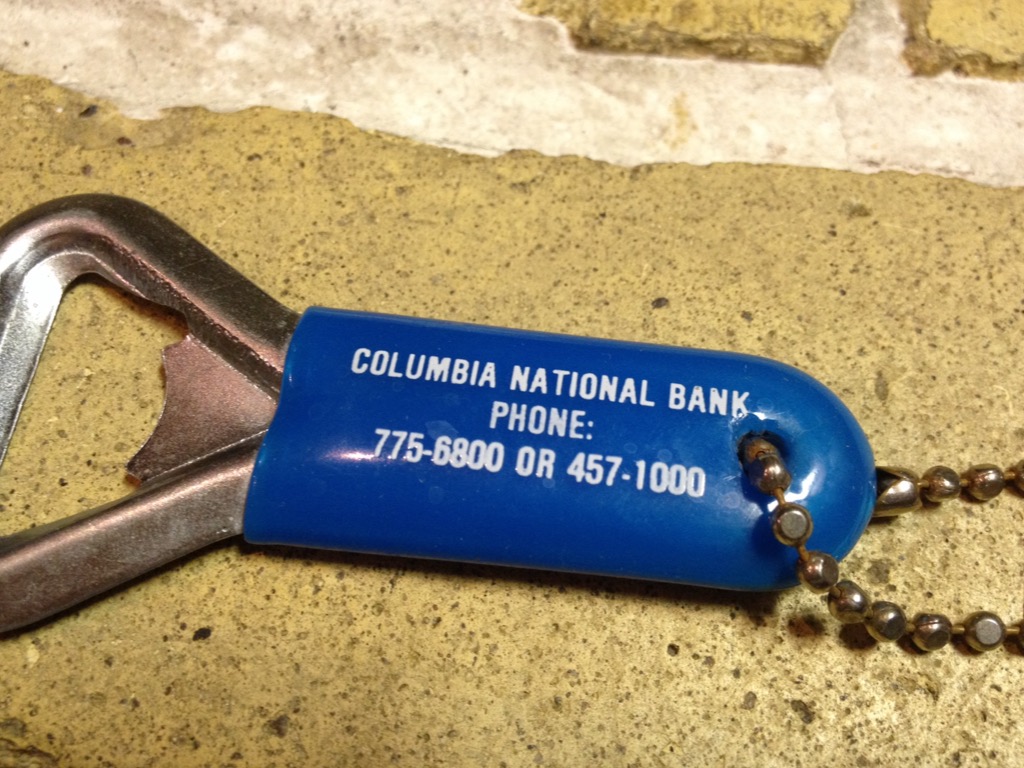 COLUMBIA NATIONAL BANK
PHONE:
775-6800 OR 457-1000